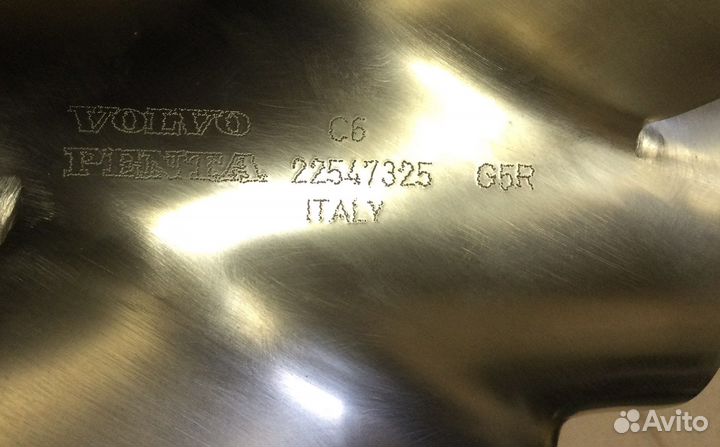 VOLVO C6
PENTA 22547325 G5R
ITALY
Avito